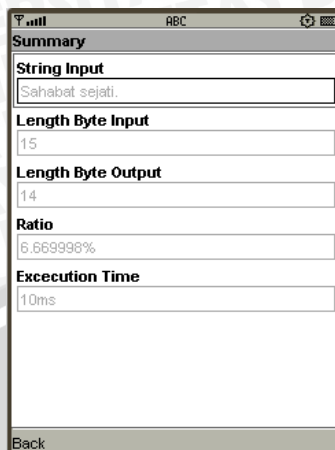 ABC
Summary
String Input
Sahabat sejati.
Length Byte Input
15
Length Byte Output
14
Ratio
6.669998%
Excecution Time
10ms
Back